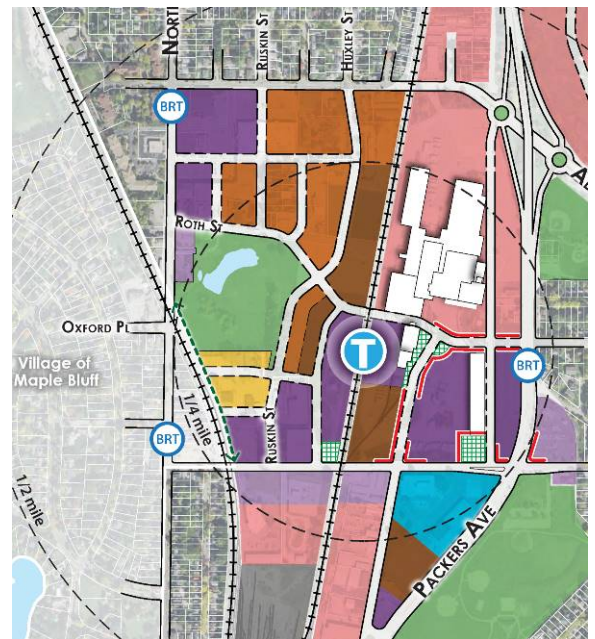 NORT
RUSKIN ST
HUXLEY ST
BRT
ROTH ST
OXFORD PL
Village of
Maple Bluff
T
BRT
1/4 mile
RUSKIN ST
BRT
1/2 mile
PACKERS AVE